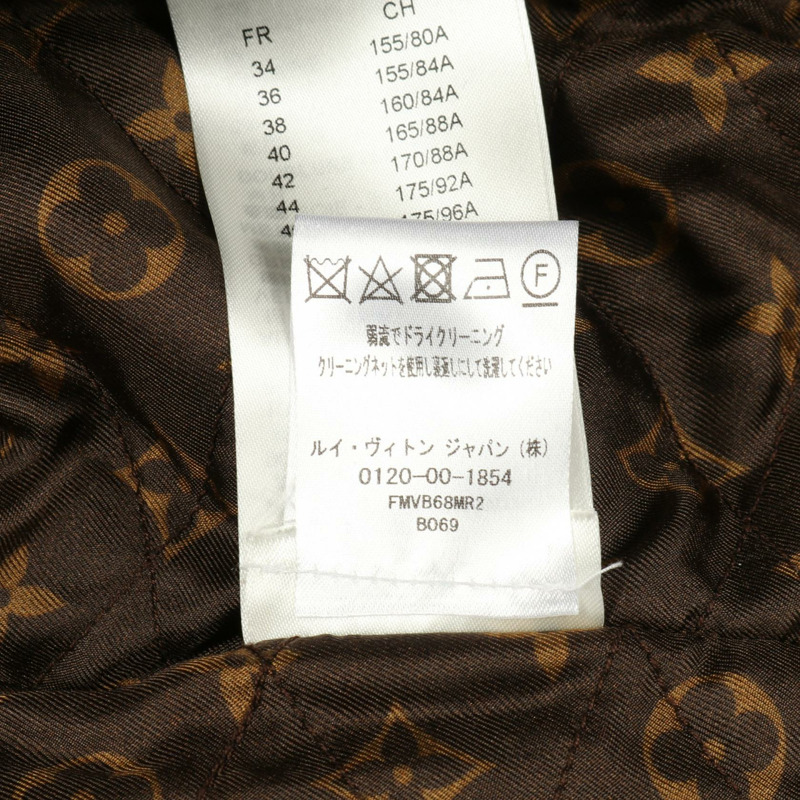 FR CH
34 155/80A
36 155/84A
38 160/84A
40 165/88A
42 170/88A
44 175/92A
175/96A
F
弱流でドライクリーニング
クリーニングネットを使用し裏返しにして洗濯してください
ルイ・ヴィトン ジャパン(株)
0120-00-1854
FMVB68MR2
B069